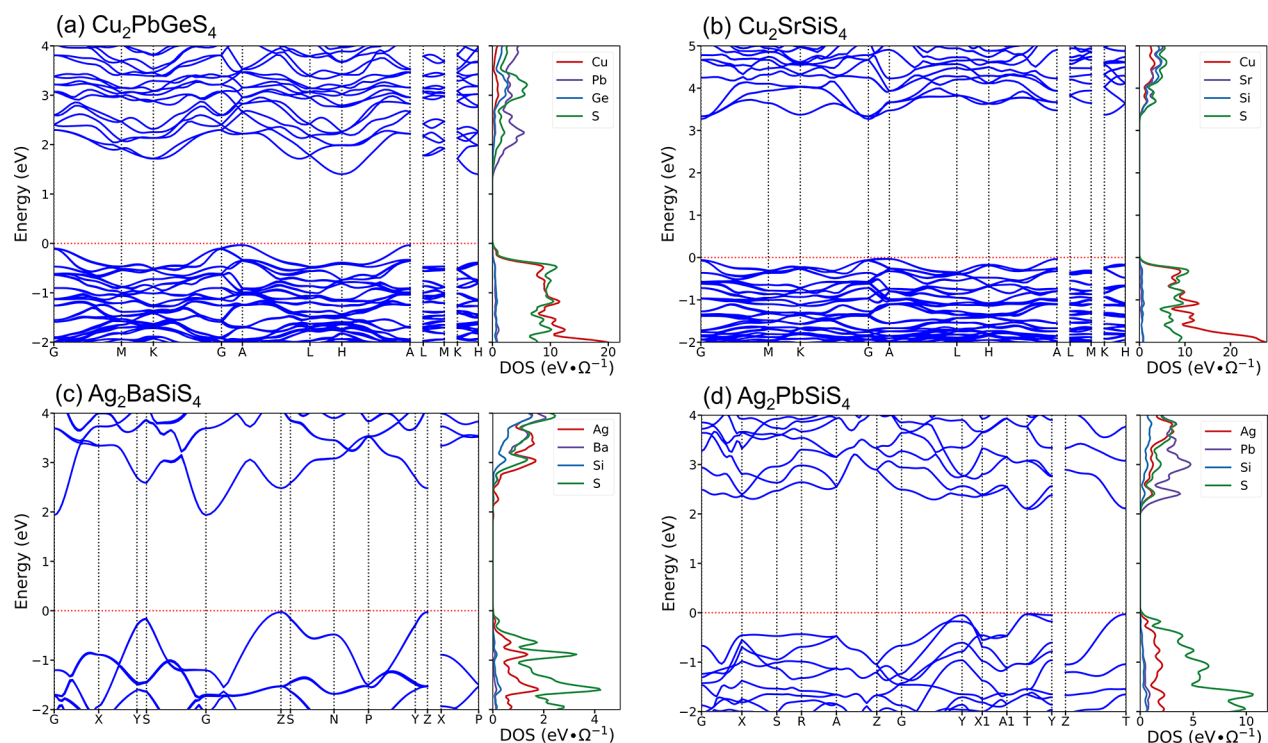 (a) Cu₂PbGeS₄
4
3
2
1
0
−1
−2
Energy (eV)
G M K G A L H A L M K H
Cu
Pb
Ge
S
0 10 20
DOS (eV•Ω⁻¹)
(b) Cu₂SrSiS₄
5
4
3
2
1
0
−1
−2
Energy (eV)
G M K G A L H A L M K H
Cu
Sr
Si
S
0 10 20
DOS (eV•Ω⁻¹)
(c) Ag₂BaSiS₄
4
3
2
1
0
−1
−2
Energy (eV)
G X Y S G Z S N P Y Z X P
Ag
Ba
Si
S
0 2 4
DOS (eV•Ω⁻¹)
(d) Ag₂PbSiS₄
4
3
2
1
0
−1
−2
Energy (eV)
G X S R A Z G Y X1 A1 T Y Z T
Ag
Pb
Si
S
0 5 10
DOS (eV•Ω⁻¹)